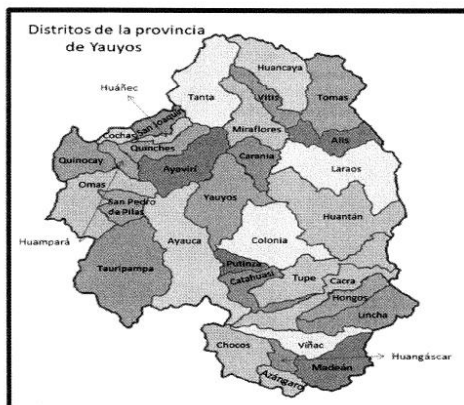 Distritos de la provincia
de Yauyos
Huancaya
Huáñec
Tanta
Vitis
Tomas
San Joaquín
Cochas
Miraflores
Alis
Quinches
Quinocay
Ayaviri
Carania
Laraos
Omas
Yauyos
San Pedro
de Pilas
Huantán
Huampará
Ayauca
Colonia
Tauripampa
Putinza
Catahuasi
Tupe
Cacra
Hongos
Lincha
Viñac
Chocos
Huangáscar
Madeán
Azángaro